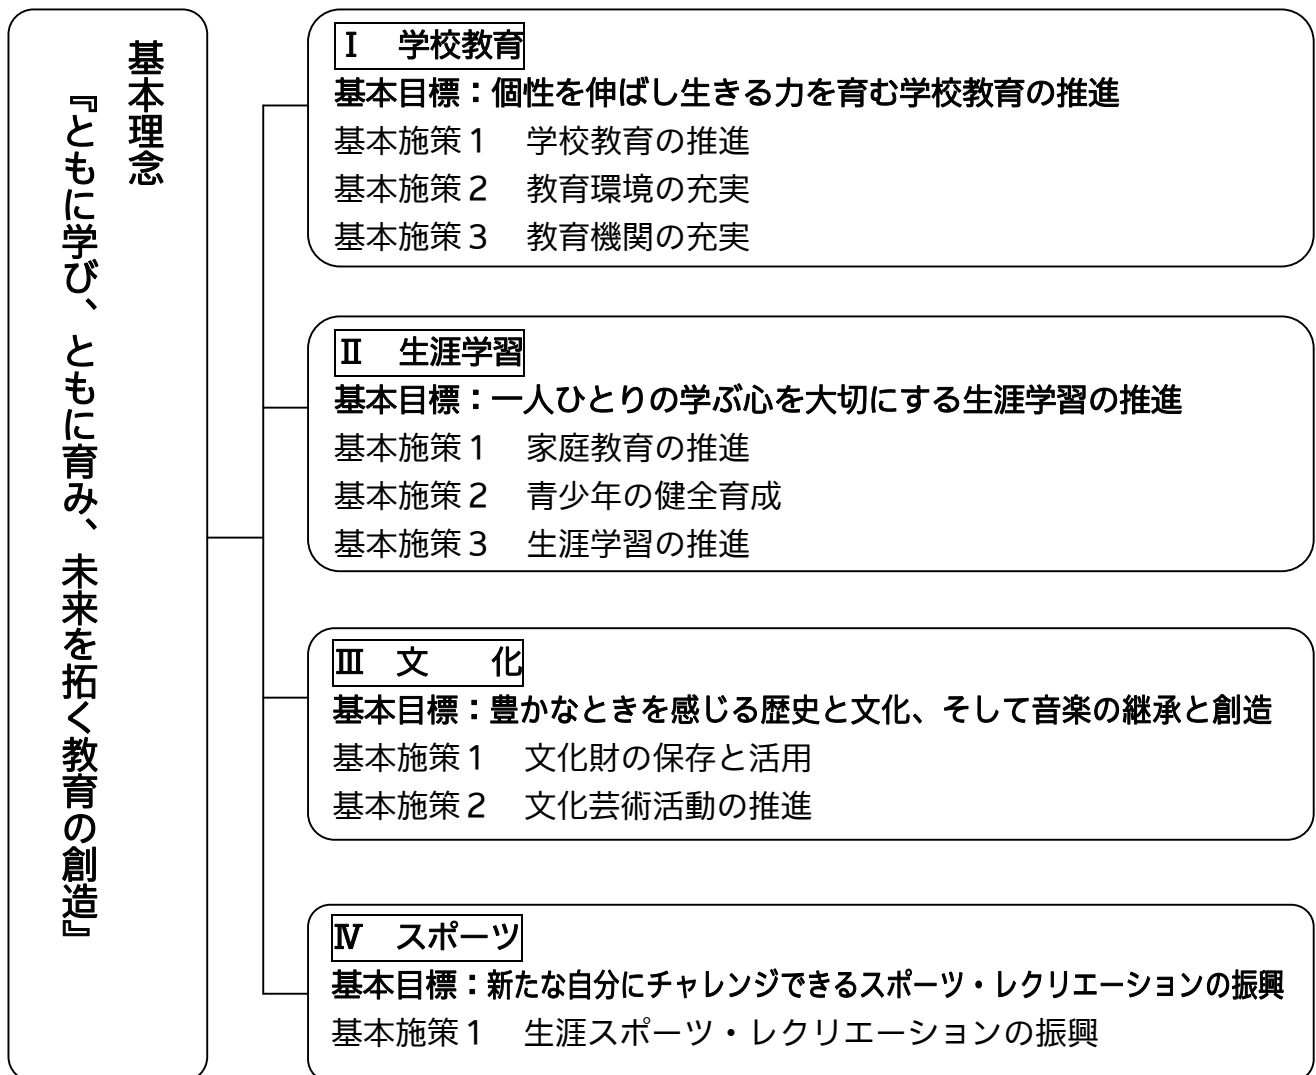 基本理念
『ともに学び、ともに育み、未来を拓く教育の創造』
Ⅰ　学校教育
基本目標：個性を伸ばし生きる力を育む学校教育の推進
基本施策１　学校教育の推進
基本施策２　教育環境の充実
基本施策３　教育機関の充実
Ⅱ　生涯学習
基本目標：一人ひとりの学ぶ心を大切にする生涯学習の推進
基本施策１　家庭教育の推進
基本施策２　青少年の健全育成
基本施策３　生涯学習の推進
Ⅲ　文　　化
基本目標：豊かなときを感じる歴史と文化、そして音楽の継承と創造
基本施策１　文化財の保存と活用
基本施策２　文化芸術活動の推進
Ⅳ　スポーツ
基本目標：新たな自分にチャレンジできるスポーツ・レクリエーションの振興
基本施策１　生涯スポーツ・レクリエーションの振興